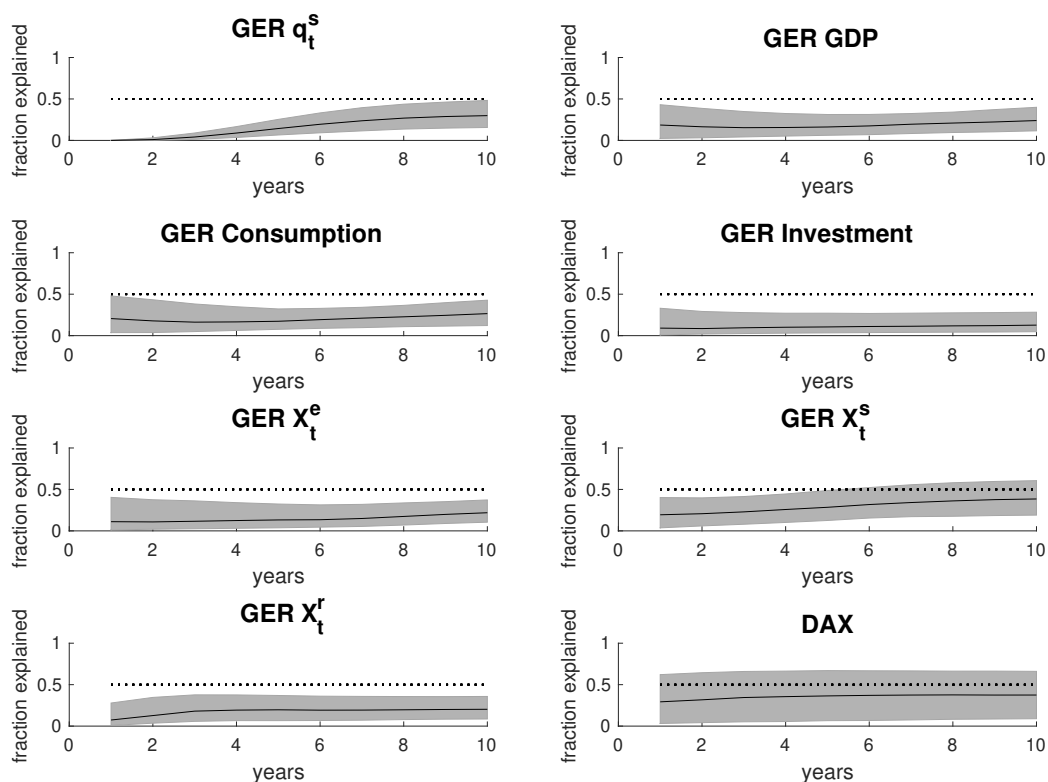 GER q_t^s
fraction explained
1
0.5
0
0 2 4 6 8 10
years
GER GDP
fraction explained
1
0.5
0
0 2 4 6 8 10
years
GER Consumption
fraction explained
1
0.5
0
0 2 4 6 8 10
years
GER Investment
fraction explained
1
0.5
0
0 2 4 6 8 10
years
GER X_t^e
fraction explained
1
0.5
0
0 2 4 6 8 10
years
GER X_t^s
fraction explained
1
0.5
0
0 2 4 6 8 10
years
GER X_t^r
fraction explained
1
0.5
0
0 2 4 6 8 10
years
DAX
fraction explained
1
0.5
0
0 2 4 6 8 10
years